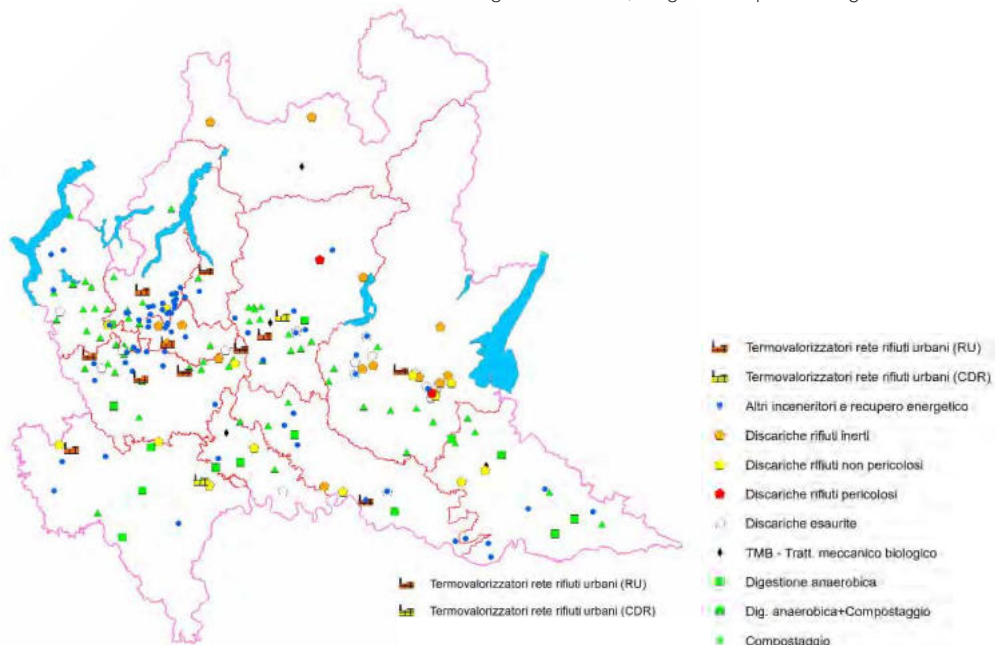 Termovalorizzatori rete rifiuti urbani (RU)
Termovalorizzatori rete rifiuti urbani (CDR)
Altri inceneritori e recupero energetico
Discariche rifiuti inerti
Discariche rifiuti non pericolosi
Discariche rifiuti pericolosi
Discariche esaurite
TMB - Tratt. meccanico biologico
Digestione anaerobica
Dig. anaerobica+Compostaggio
Compostaggio
Termovalorizzatori rete rifiuti urbani (RU)
Termovalorizzatori rete rifiuti urbani (CDR)